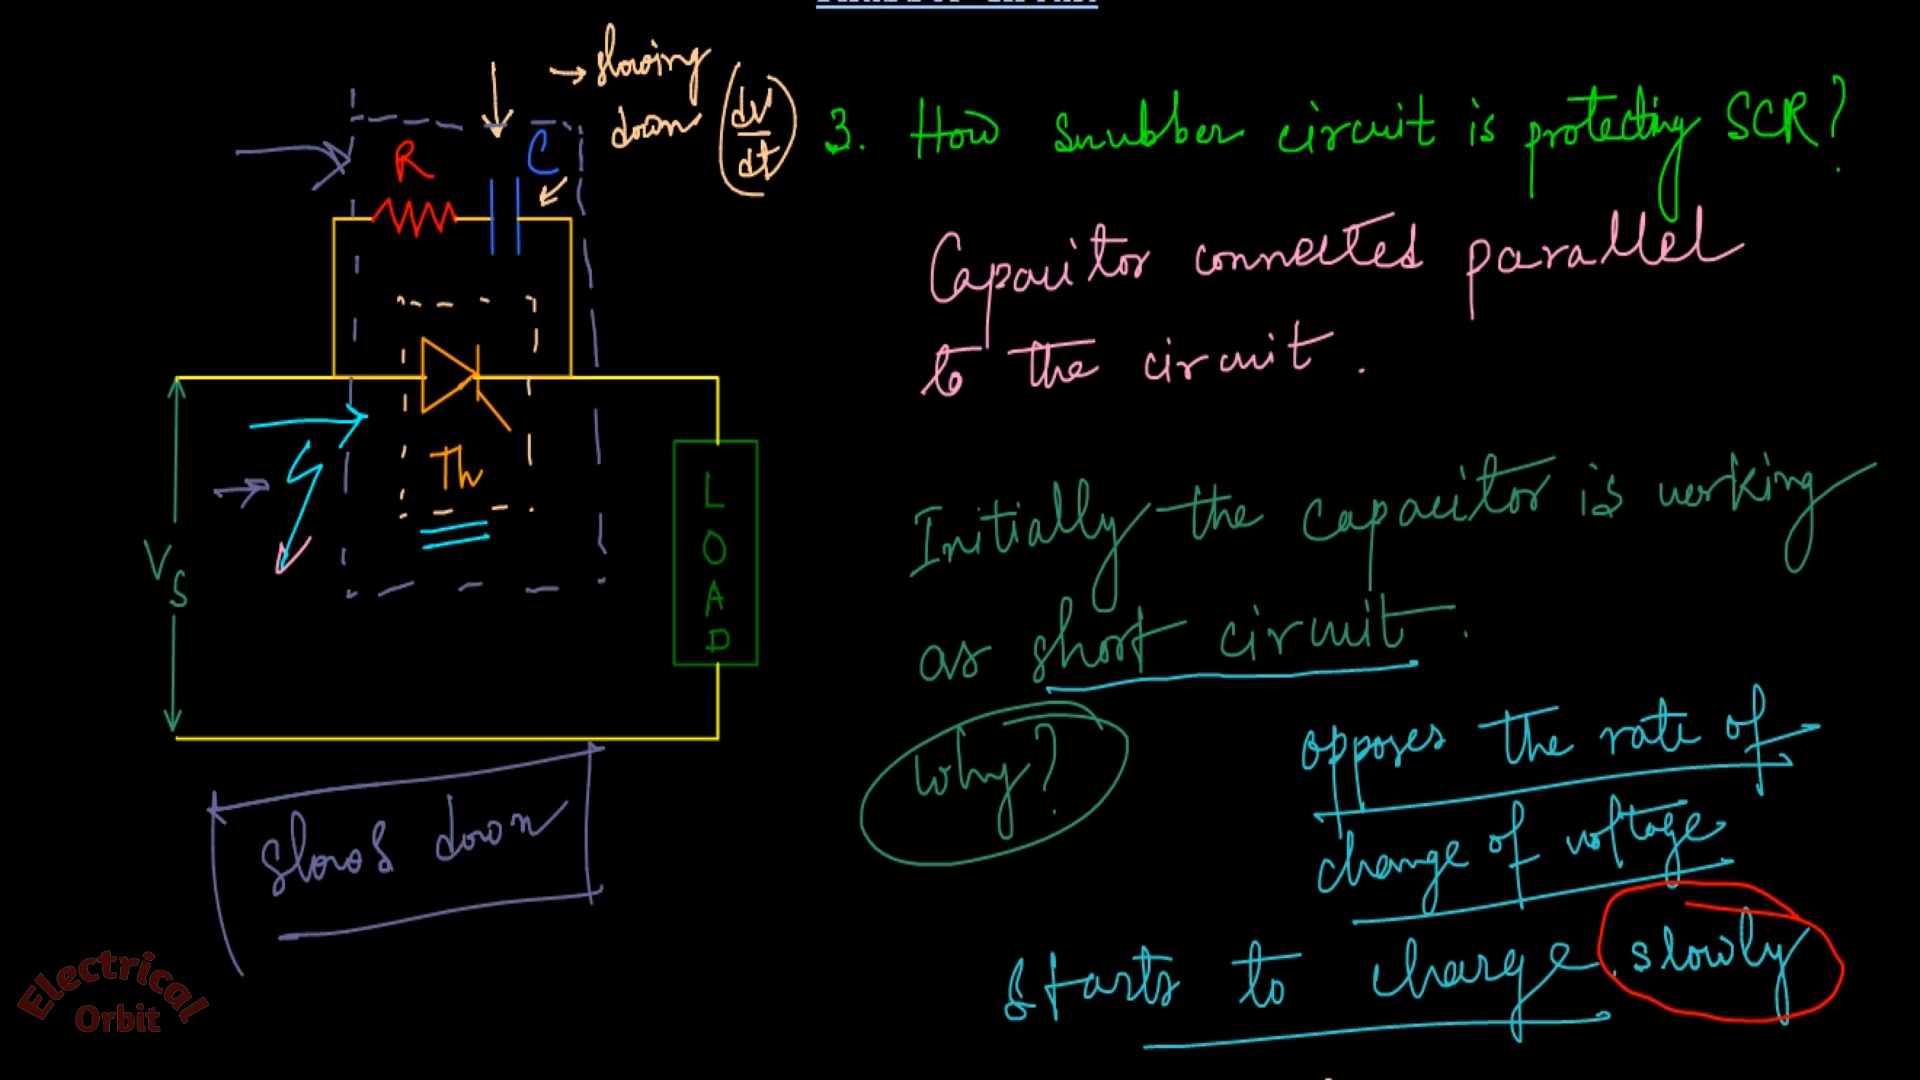 → slowing
down (dv/dt)
R
C
3. How Snubber circuit is protecting SCR?
Capacitor connected parallel
to the circuit.
Th
Vs
LOAD
Initially the capacitor is working
as short circuit.
Why?
opposes the rate of
change of voltage
starts to charge slowly
slows down
Electrical
Orbit